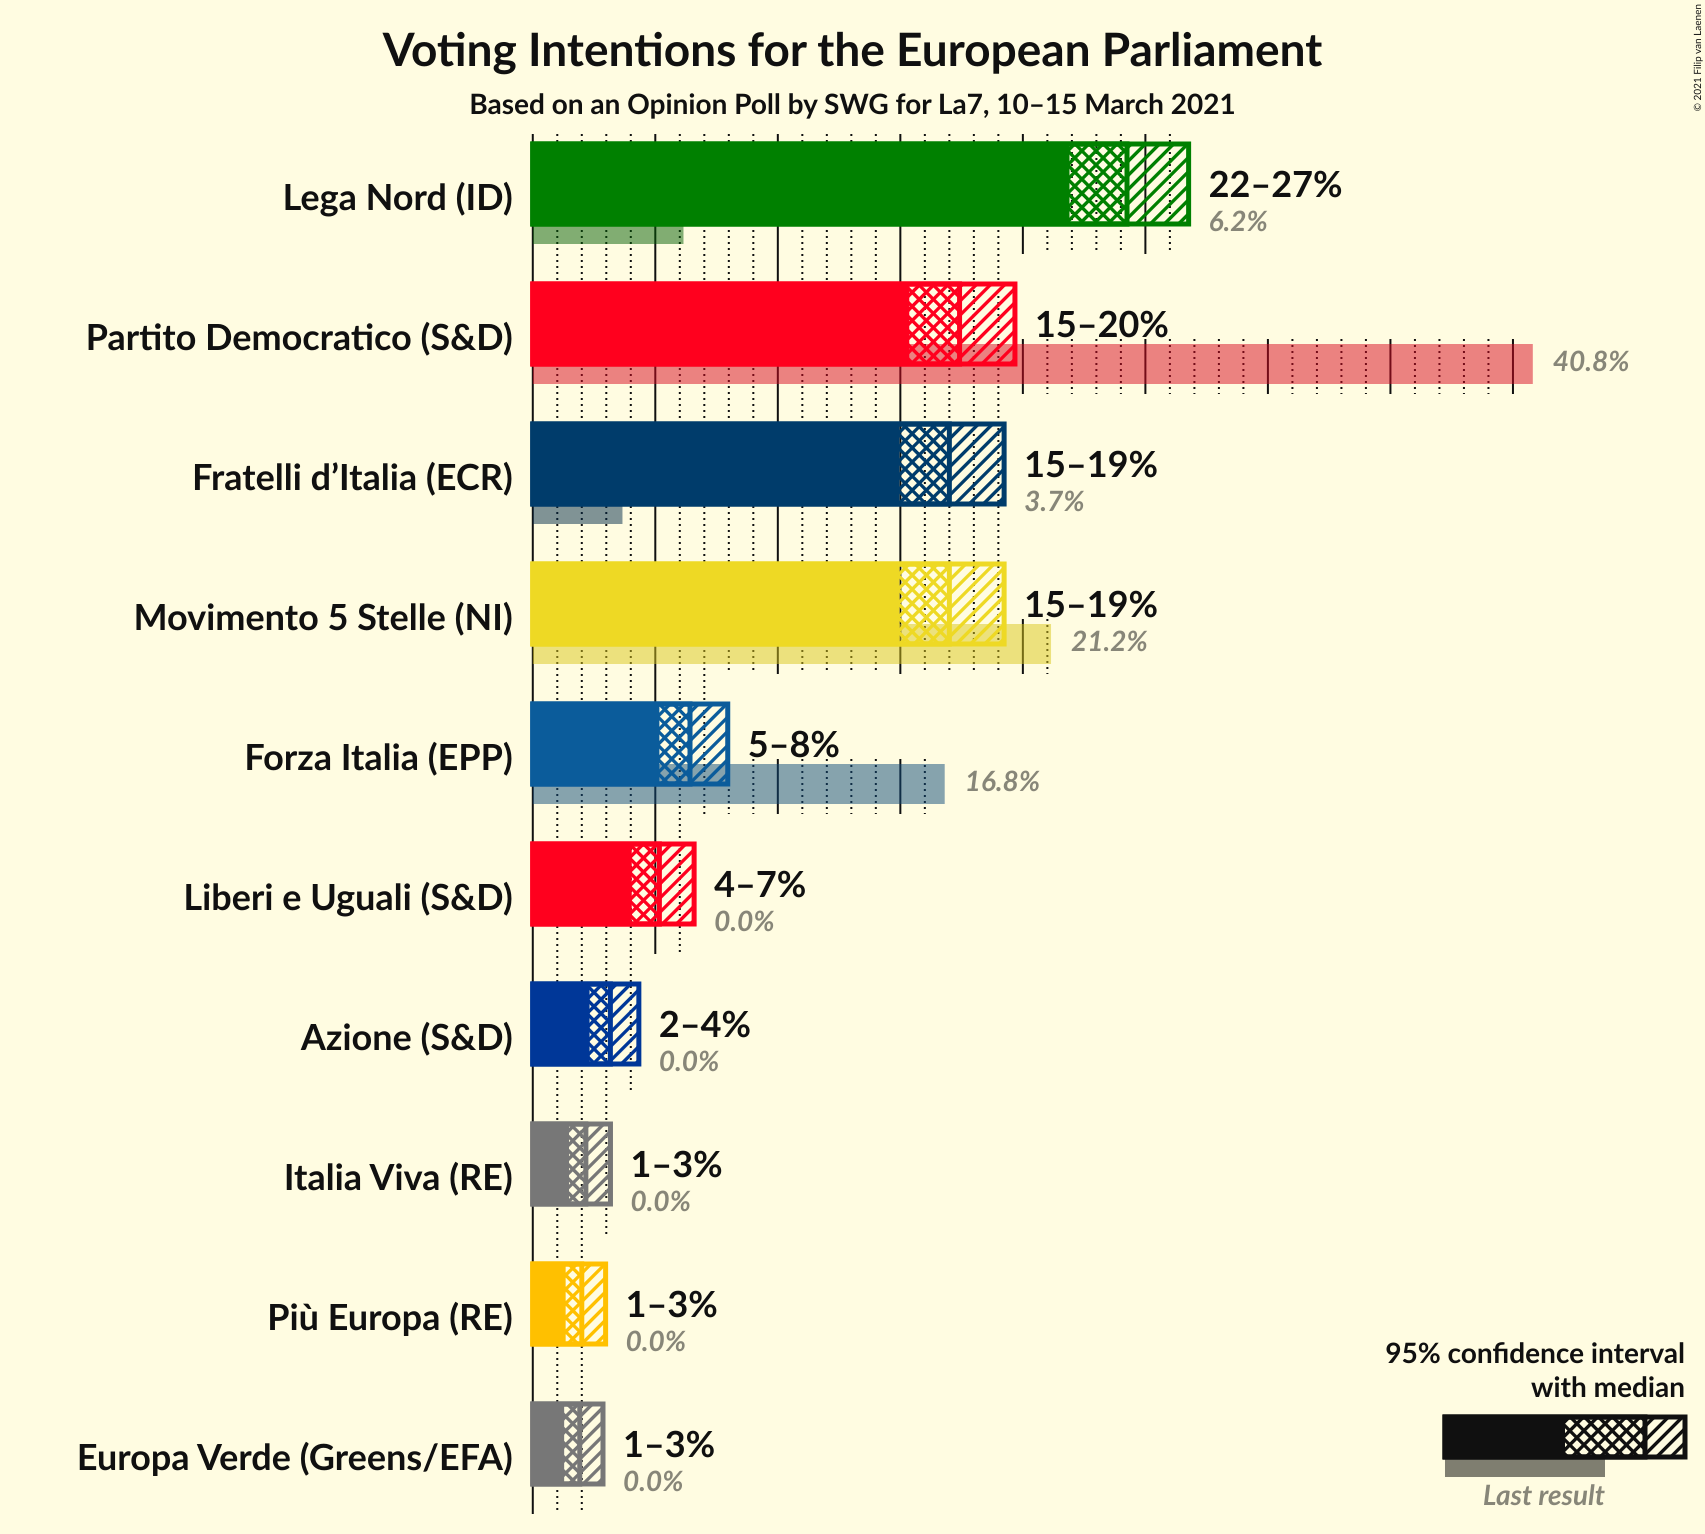 Voting Intentions for the European Parliament
Based on an Opinion Poll by SWG for La7, 10–15 March 2021
© 2021 Filip van Laenen
Lega Nord (ID)
22–27%
6.2%
Partito Democratico (S&D)
15–20%
40.8%
Fratelli d’Italia (ECR)
15–19%
3.7%
Movimento 5 Stelle (NI)
15–19%
21.2%
Forza Italia (EPP)
5–8%
16.8%
Liberi e Uguali (S&D)
4–7%
0.0%
Azione (S&D)
2–4%
0.0%
Italia Viva (RE)
1–3%
0.0%
Più Europa (RE)
1–3%
0.0%
Europa Verde (Greens/EFA)
1–3%
0.0%
95% confidence interval
with median
Last result